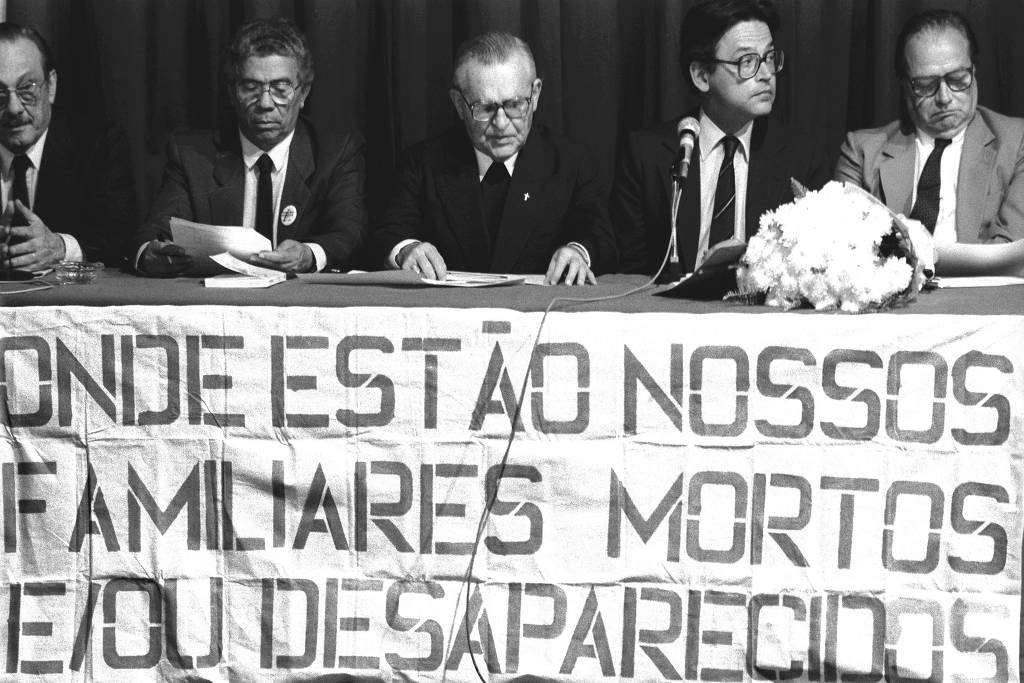 ONDE ESTÃO NOSSOS
FAMILIARES MORTOS
E/OU DESAPARECIDOS